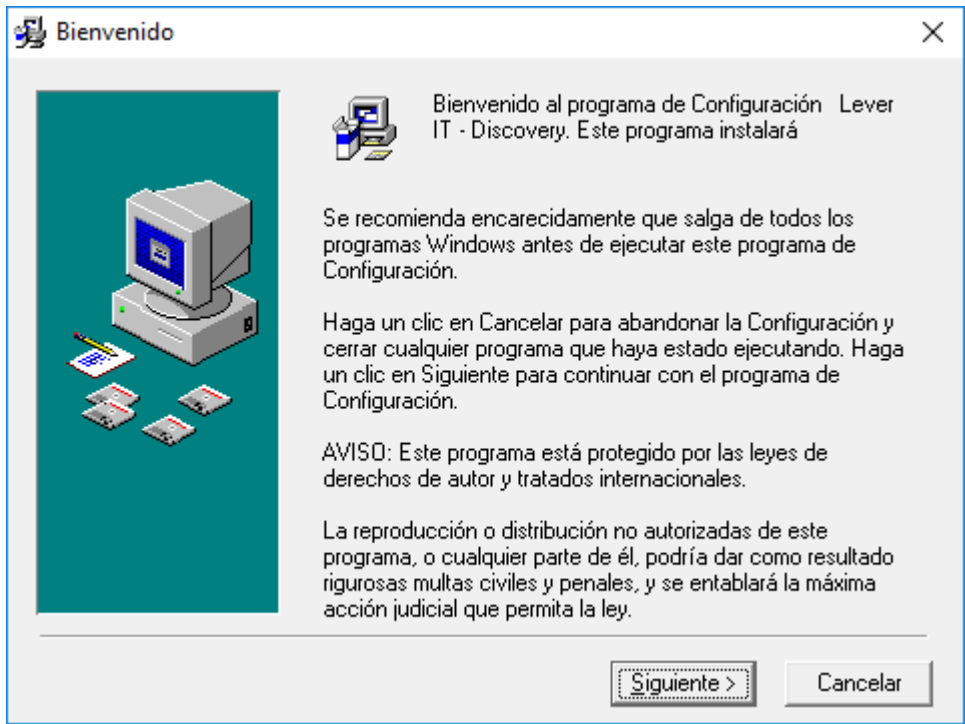 Bienvenido
Bienvenido al programa de Configuración   Lever
IT - Discovery. Este programa instalará
Se recomienda encarecidamente que salga de todos los
programas Windows antes de ejecutar este programa de
Configuración.
Haga un clic en Cancelar para abandonar la Configuración y
cerrar cualquier programa que haya estado ejecutando. Haga
un clic en Siguiente para continuar con el programa de
Configuración.
AVISO: Este programa está protegido por las leyes de
derechos de autor y tratados internacionales.
La reproducción o distribución no autorizadas de este
programa, o cualquier parte de él, podría dar como resultado
rigurosas multas civiles y penales, y se entablará la máxima
acción judicial que permita la ley.
Siguiente >
Cancelar